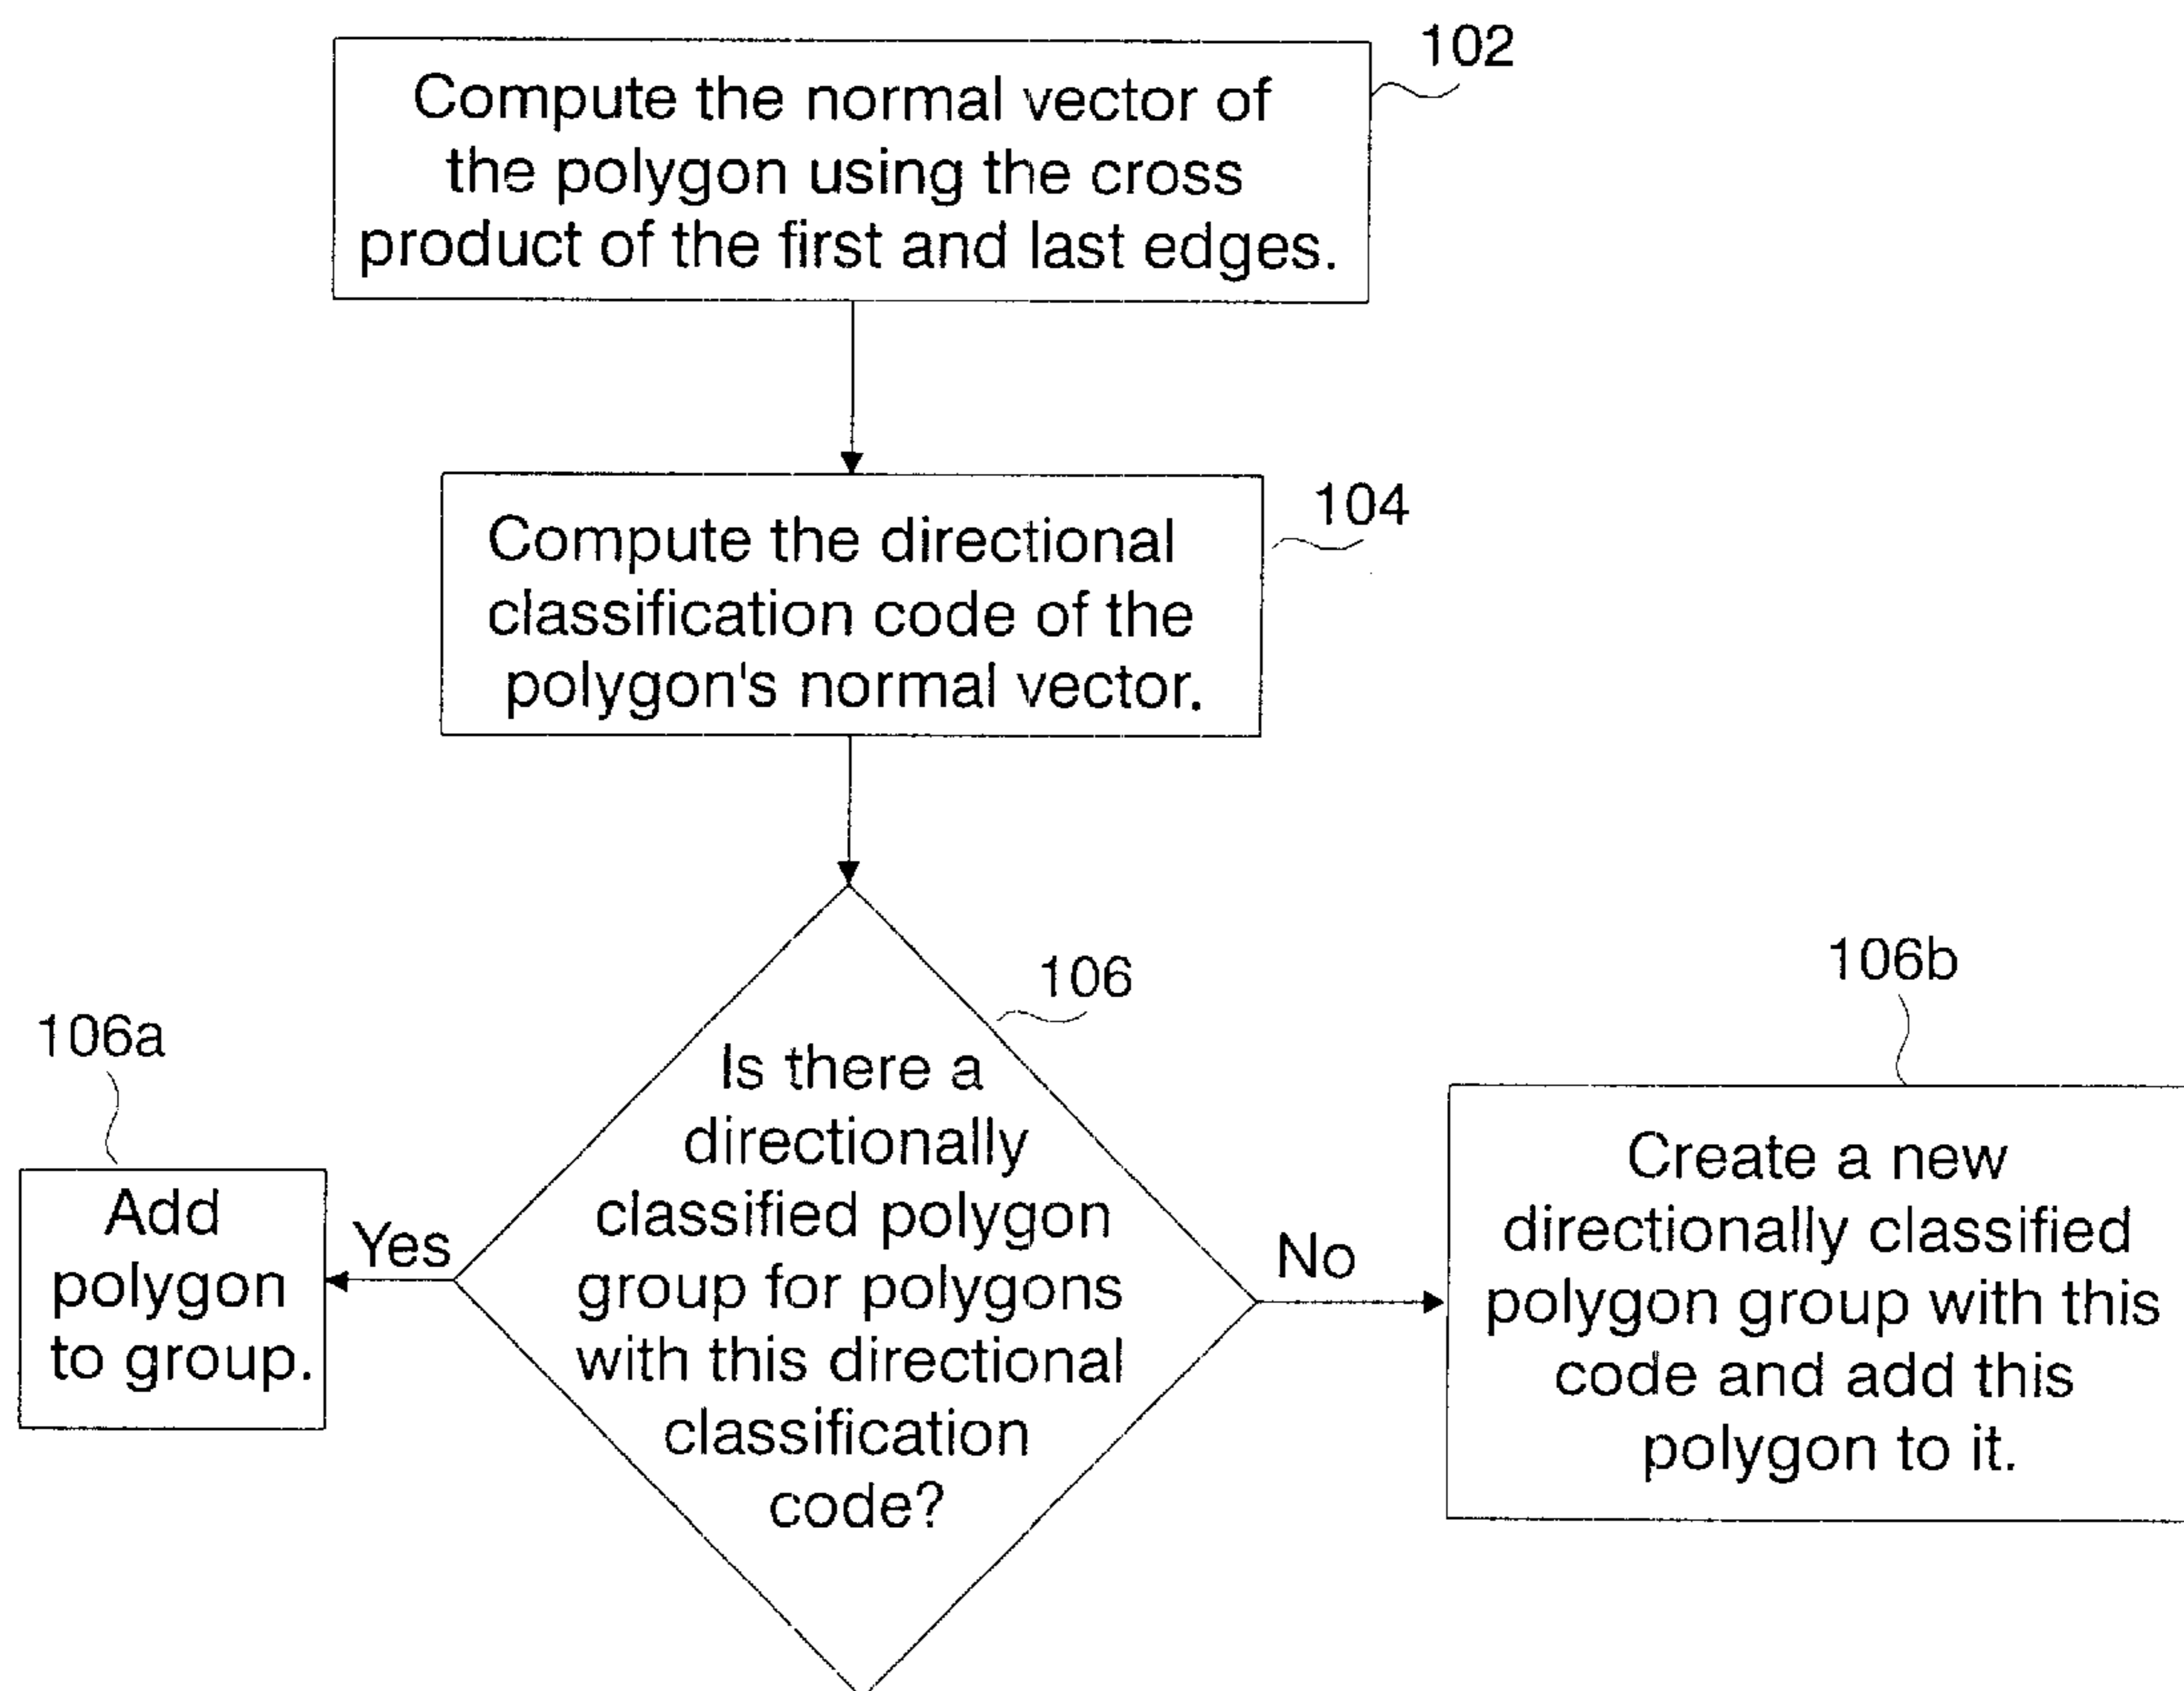 102
Compute the normal vector of
the polygon using the cross
product of the first and last edges.
104
Compute the directional
classification code of the
polygon's normal vector.
106
Is there a
directionally
classified polygon
group for polygons
with this directional
classification
code?
106a
Yes
Add
polygon
to group.
106b
No
Create a new
directionally classified
polygon group with this
code and add this
polygon to it.